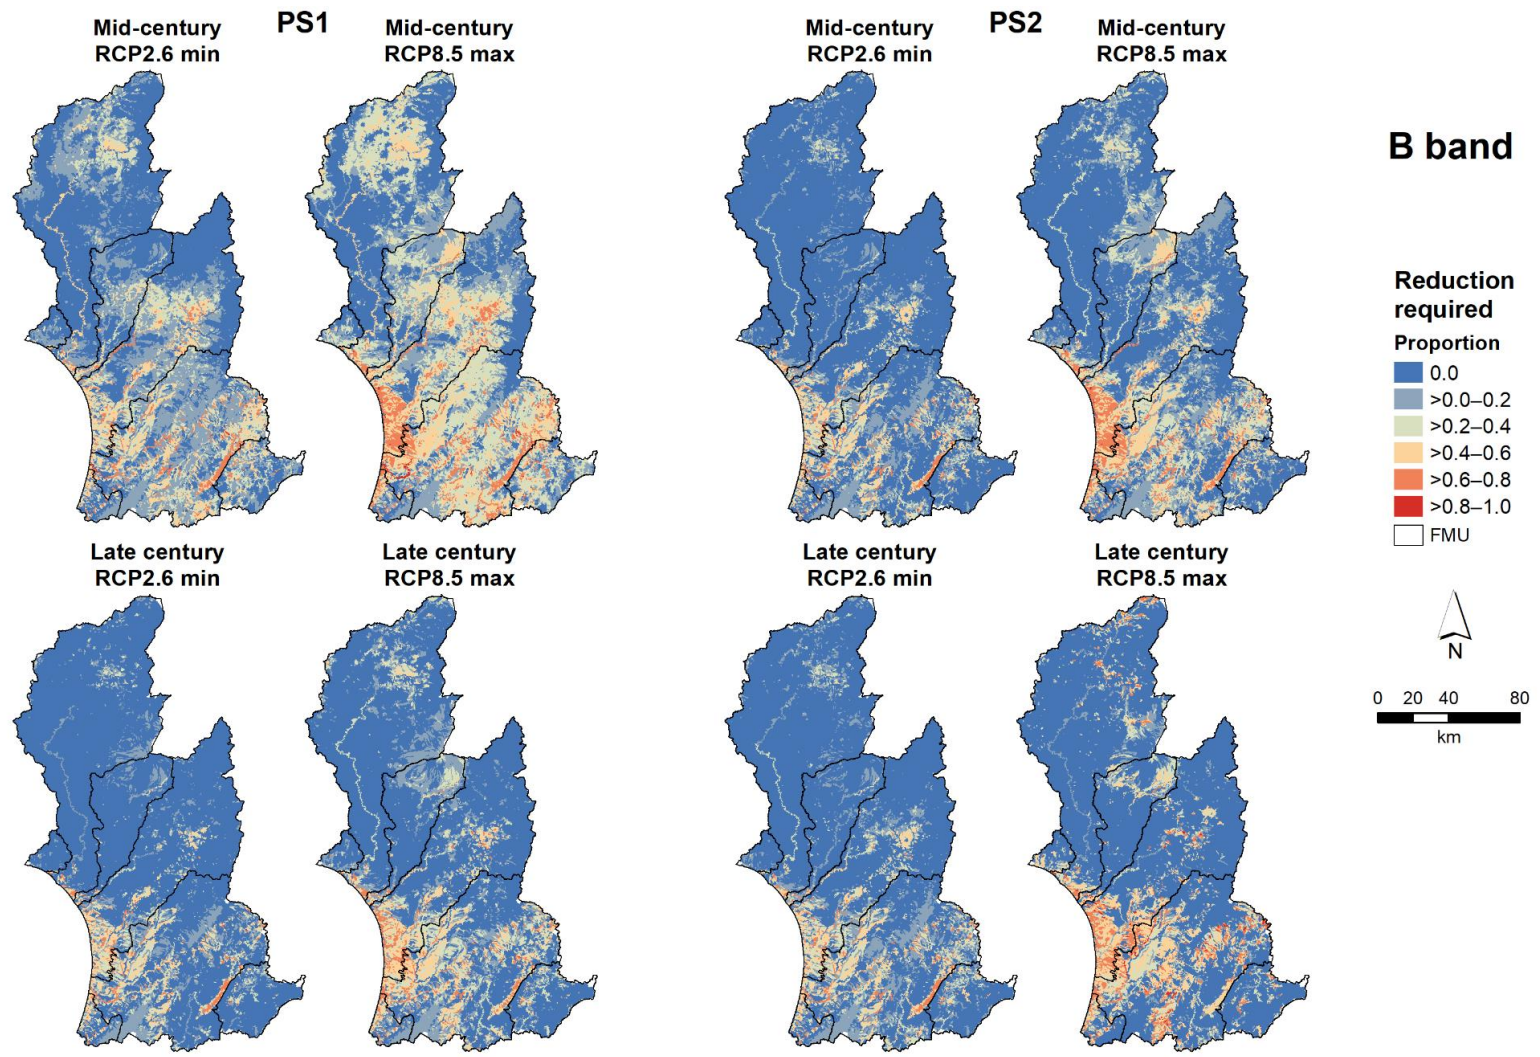 PS1
PS2
Mid-century
RCP2.6 min
Mid-century
RCP8.5 max
Mid-century
RCP2.6 min
Mid-century
RCP8.5 max
B band
Reduction
required
Proportion
0.0
>0.0–0.2
>0.2–0.4
>0.4–0.6
>0.6–0.8
>0.8–1.0
FMU
N
0 20 40 80
km
Late century
RCP2.6 min
Late century
RCP8.5 max
Late century
RCP2.6 min
Late century
RCP8.5 max